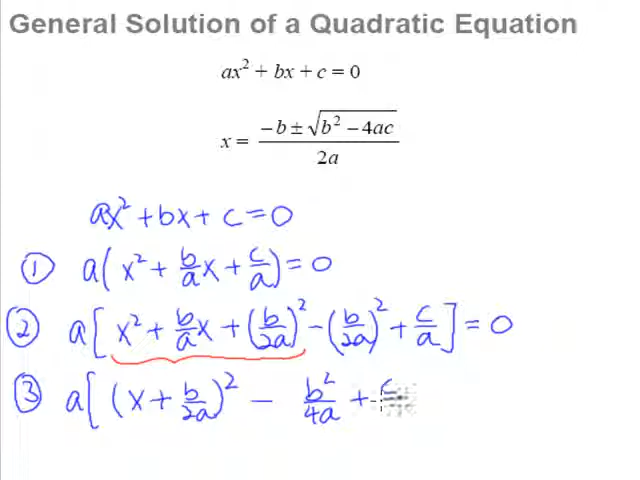 General Solution of a Quadratic Equation
ax² + bx + c = 0
x = (-b ± √(b² - 4ac)) / 2a
ax² + bx + c = 0
① a(x² + b/a x + c/a) = 0
② a[x² + b/a x + (b/2a)² - (b/2a)² + c/a] = 0
③ a[(x + b/2a)² - b²/4a +